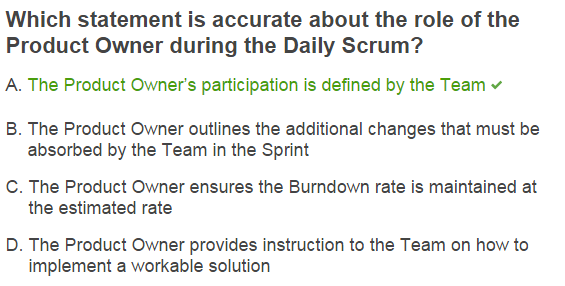 Which statement is accurate about the role of the
Product Owner during the Daily Scrum?
A. The Product Owner's participation is defined by the Team ✓
B. The Product Owner outlines the additional changes that must be
absorbed by the Team in the Sprint
C. The Product Owner ensures the Burndown rate is maintained at
the estimated rate
D. The Product Owner provides instruction to the Team on how to
implement a workable solution